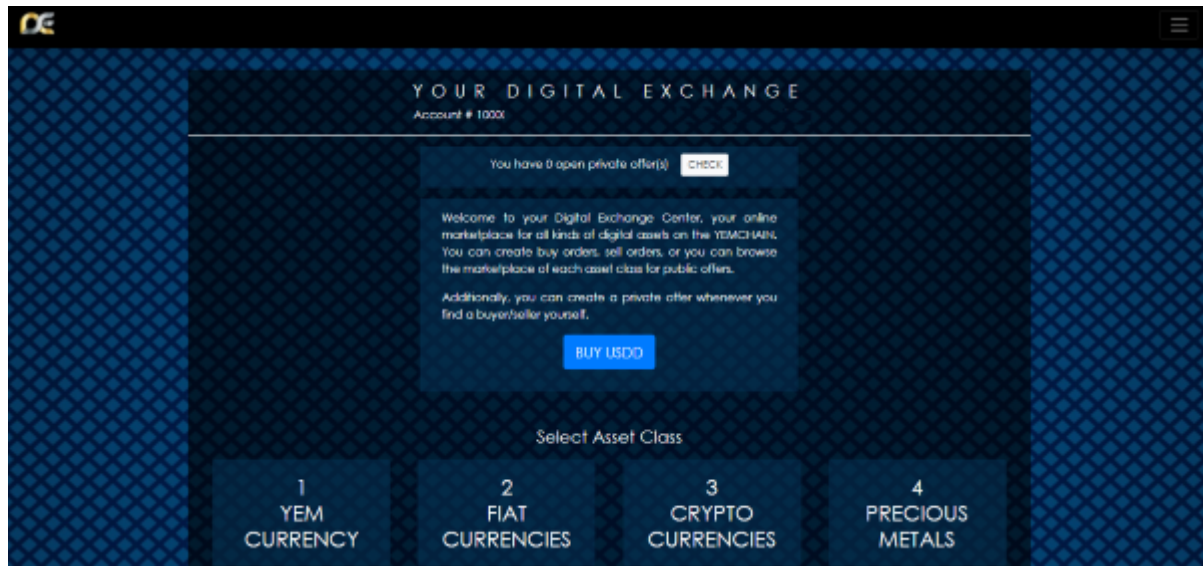 DE
YOUR DIGITAL EXCHANGE
Account # 1000X
You have 0 open private offer(s) CHECK
Welcome to your Digital Exchange Center, your online
marketplace for all kinds of digital assets on the YEMCHAIN.
You can create buy orders, sell orders, or you can browse
the marketplace of each asset class for public offers.
Additionally, you can create a private offer whenever you
find a buyer/seller yourself.
BUY USDD
Select Asset Class
1
YEM
CURRENCY
2
FIAT
CURRENCIES
3
CRYPTO
CURRENCIES
4
PRECIOUS
METALS